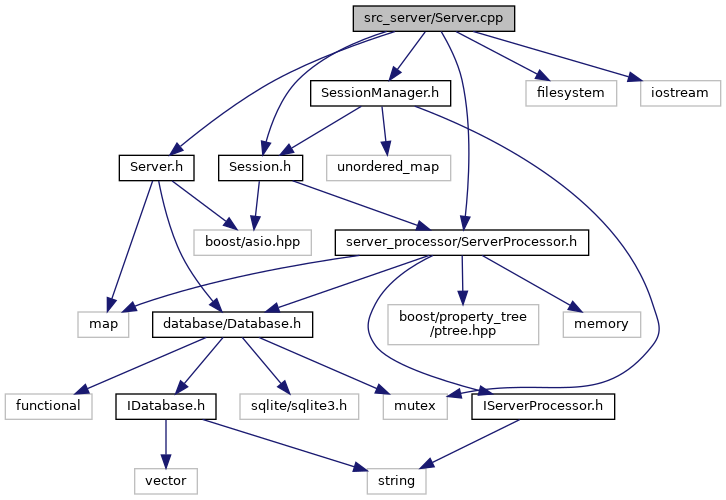 src_server/Server.cpp
SessionManager.h
filesystem
iostream
Server.h
Session.h
unordered_map
boost/asio.hpp
server_processor/ServerProcessor.h
map
database/Database.h
boost/property_tree
/ptree.hpp
memory
functional
IDatabase.h
sqlite/sqlite3.h
mutex
IServerProcessor.h
vector
string